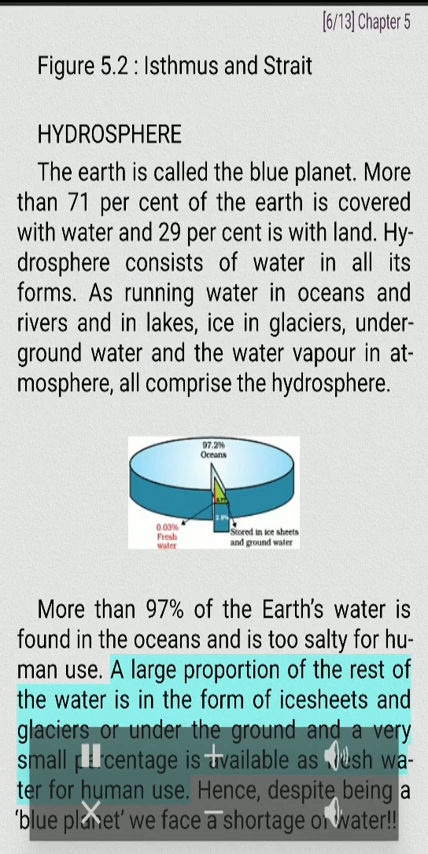 [6/13] Chapter 5
Figure 5.2 : Isthmus and Strait
HYDROSPHERE
The earth is called the blue planet. More
than 71 per cent of the earth is covered
with water and 29 per cent is with land. Hy-
drosphere consists of water in all its
forms. As running water in oceans and
rivers and in lakes, ice in glaciers, under-
ground water and the water vapour in at-
mosphere, all comprise the hydrosphere.
97.2%
Oceans
0.03%
Fresh
water
Stored in ice sheets
and ground water
More than 97% of the Earth's water is
found in the oceans and is too salty for hu-
man use. A large proportion of the rest of
the water is in the form of icesheets and
glaciers or under the ground and a very
small percentage is available as fresh wa-
ter for human use. Hence, despite being a
'blue planet' we face a shortage of water!!